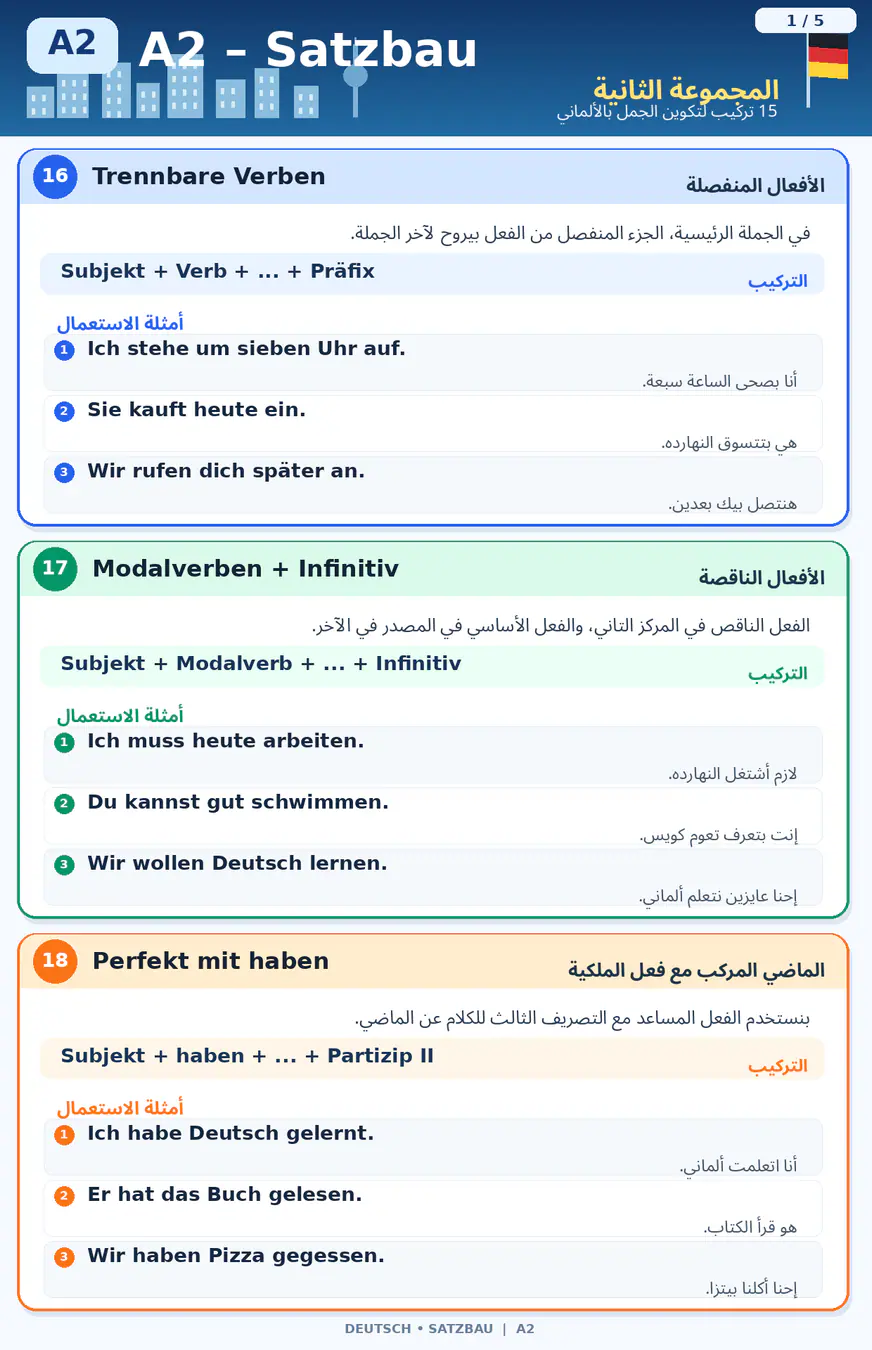 1 / 5
A2
A2 – Satzbau
المجموعة الثانية
15 تركيب لتكوين الجمل بالألماني
16
Trennbare Verben
الأفعال المنفصلة
في الجملة الرئيسية، الجزء المنفصل من الفعل بيروح لآخر الجملة.
Subjekt + Verb + ... + Präfix
التركيب
أمثلة الاستعمال
1 Ich stehe um sieben Uhr auf.
أنا بصحى الساعة سبعة.
2 Sie kauft heute ein.
هي بتتسوق النهارده.
3 Wir rufen dich später an.
هنتصل بيك بعدين.
17
Modalverben + Infinitiv
الأفعال الناقصة
الفعل الناقص في المركز التاني، والفعل الأساسي في المصدر في الآخر.
Subjekt + Modalverb + ... + Infinitiv
التركيب
أمثلة الاستعمال
1 Ich muss heute arbeiten.
لازم أشتغل النهارده.
2 Du kannst gut schwimmen.
إنت بتعرف تعوم كويس.
3 Wir wollen Deutsch lernen.
إحنا عايزين نتعلم ألماني.
18
Perfekt mit haben
الماضي المركب مع فعل الملكية
بنستخدم الفعل المساعد مع التصريف الثالث للكلام عن الماضي.
Subjekt + haben + ... + Partizip II
التركيب
أمثلة الاستعمال
1 Ich habe Deutsch gelernt.
أنا اتعلمت ألماني.
2 Er hat das Buch gelesen.
هو قرأ الكتاب.
3 Wir haben Pizza gegessen.
إحنا أكلنا بيتزا.
DEUTSCH • SATZBAU | A2